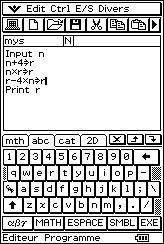 Edit Ctrl E/S Divers
mys N
Input n
n+4⇒r
n×r⇒r
r-4×n⇒r
Print r
mth abc cat 2D
1 2 3 4 5 6 7 8 9 0
q w e r t y u i o p -
a s d f g h j k l
z x c v b n m , . /
αβγ MATH ESPACE SMBL EXE
Editeur Programme